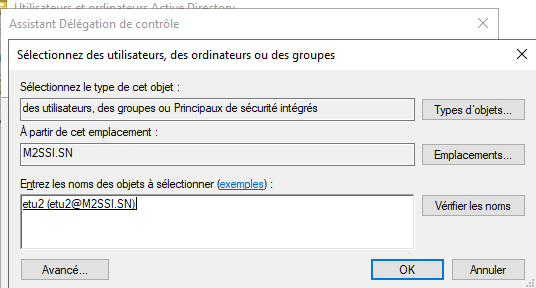 Utilisateurs et ordinateurs Active Directory
Assistant Délégation de contrôle
Sélectionnez des utilisateurs, des ordinateurs ou des groupes
Sélectionnez le type de cet objet :
des utilisateurs, des groupes ou Principaux de sécurité intégrés
Types d'objets...
À partir de cet emplacement :
M2SSI.SN
Emplacements...
Entrez les noms des objets à sélectionner (exemples) :
etu2 (etu2@M2SSI.SN)
Vérifier les noms
Avancé...
OK
Annuler